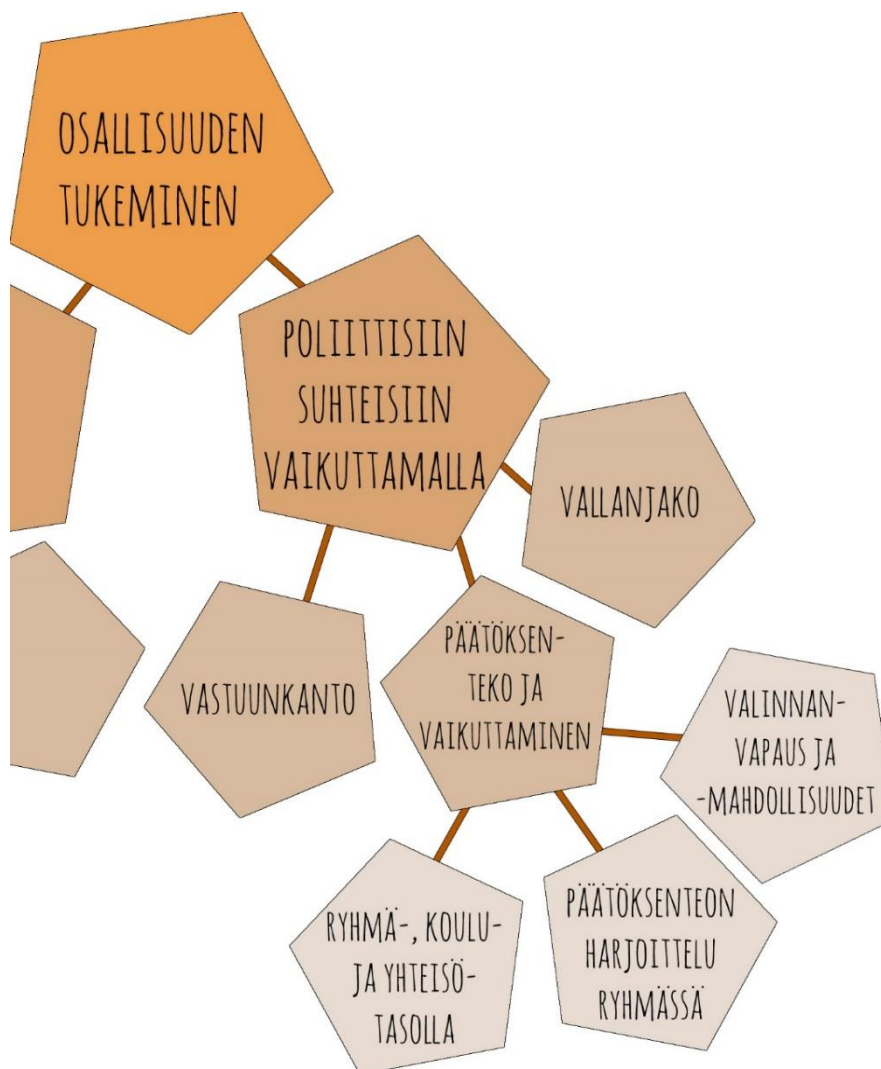 OSALLISUUDEN
TUKEMINEN
POLIITTISIIN
SUHTEISIIN
VAIKUTTAMALLA
VALLANJAKO
VASTUUNKANTO
PÄÄTÖKSEN-
TEKO JA
VAIKUTTAMINEN
VALINNAN-
VAPAUS JA
-MAHDOLLISUUDET
RYHMÄ-, KOULU-
JA YHTEISÖ-
TASOLLA
PÄÄTÖKSENTEON
HARJOITTELU
RYHMÄSSÄ